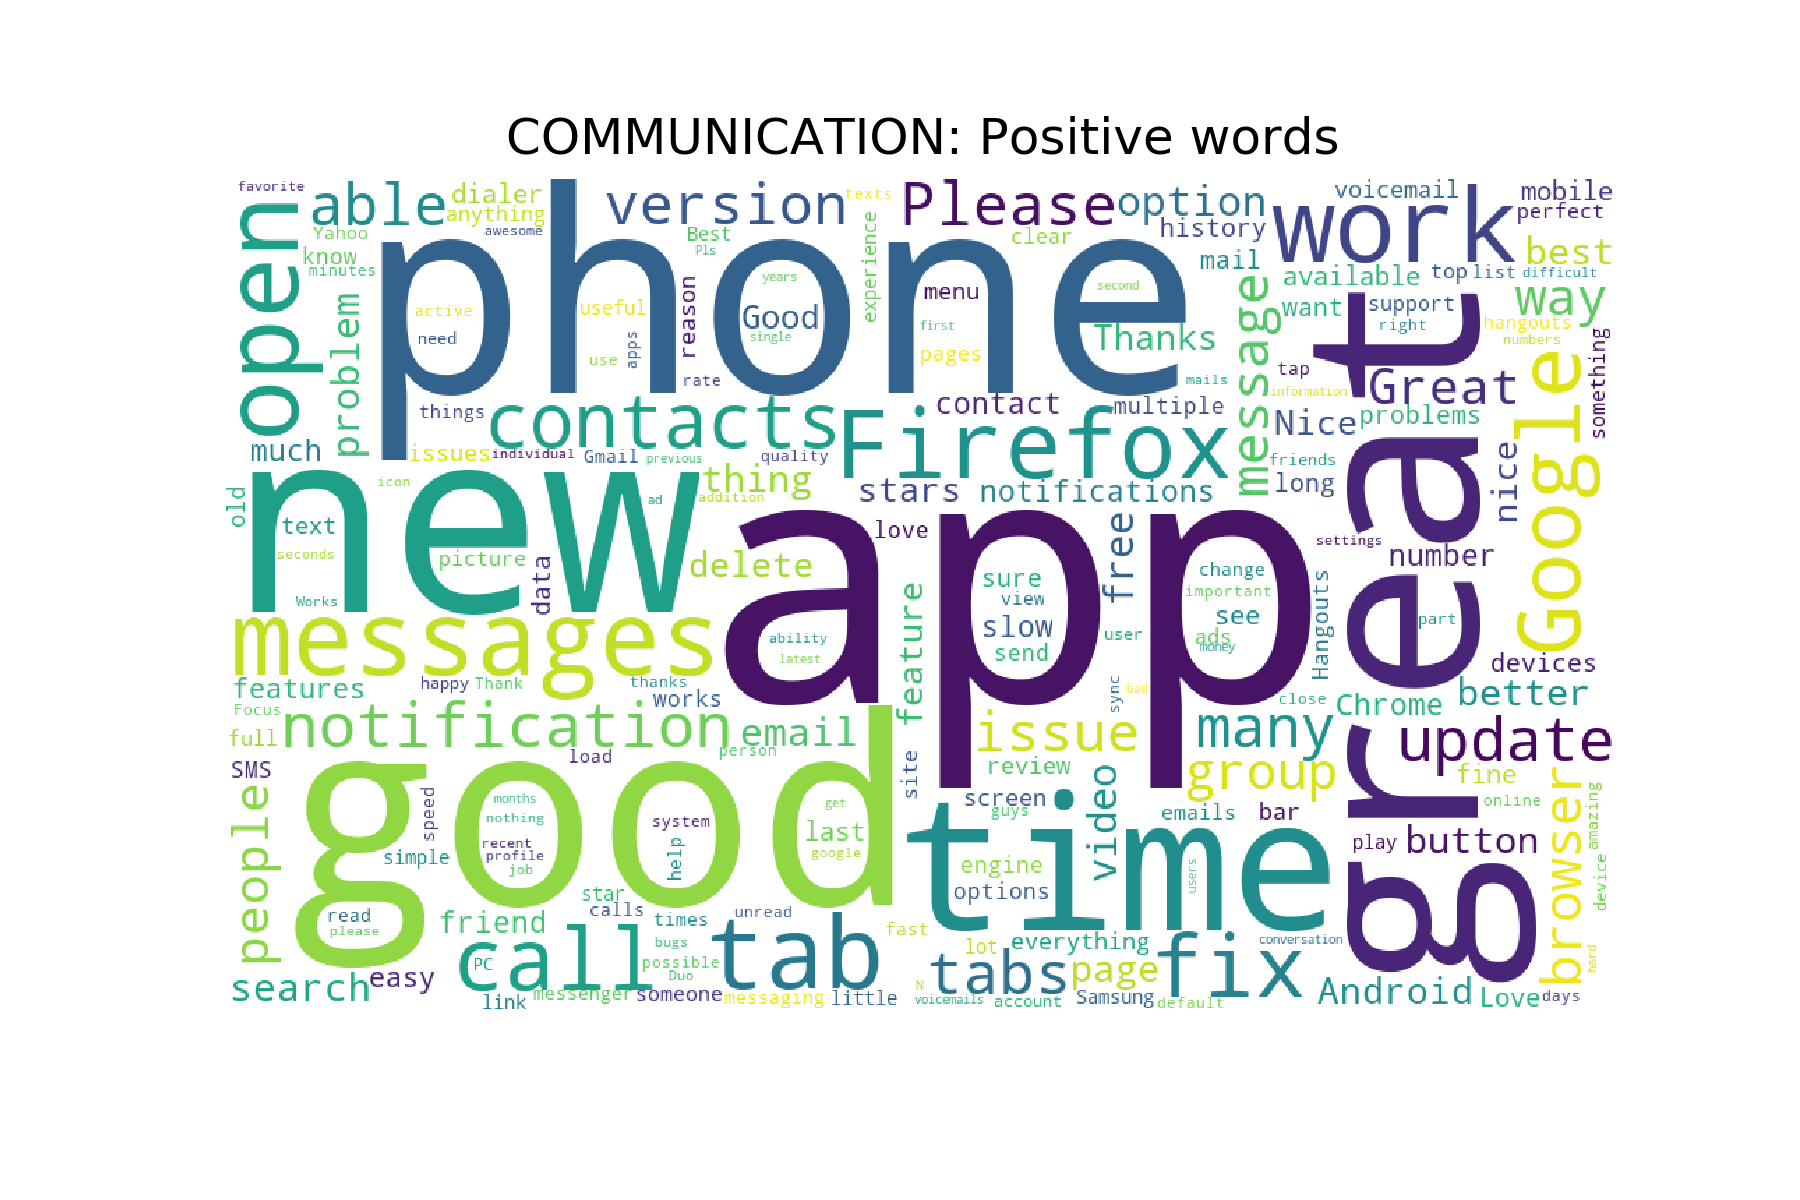 COMMUNICATION: Positive words
favorite
able
dialer
anything
version
texts
Please
option
voicemail
mobile
perfect
work
history
open
Yahoo
know
minutes
awesome
phone
Best
Pls
experience
clear
mail
available
top
list
difficult
best
want
support
right
way
hangouts
numbers
something
problem
active
need
useful
use
apps
reason
rate
years
Good
single
menu
first
pages
second
Thanks
mails
message
tap
information
great
Great
Google
things
contacts
contact
multiple
Firefox
Nice
problems
much
issues
individual
Gmail
previous
quality
friends
long
nice
old
icon
new
text
seconds
Works
picture
data
ad
thing
addition
stars
notifications
delete
love
app
free
settings
number
sure
view
slow
send
change
important
see
ads
money
Hangouts
part
user
messages
ability
latest
feature
features
happy
Thank
thanks
works
sync
bad
close
Chrome
devices
better
Focus
full
notification
email
person
load
issue
many
update
SMS
site
review
group
fine
good
months
nothing
recent
profile
job
system
help
get
last
google
screen
guys
video
emails
bar
online
amazing
browser
people
speed
simple
time
engine
options
users
play
button
device
read
please
star
calls
times
unread
friend
fast
call
PC
bugs
possible
Duo
tab
lot
everything
tabs
page
fix
conversation
hard
search
easy
link
messenger
someone
messaging
little
N
voicemails
account
Samsung
default
Android
Love
days